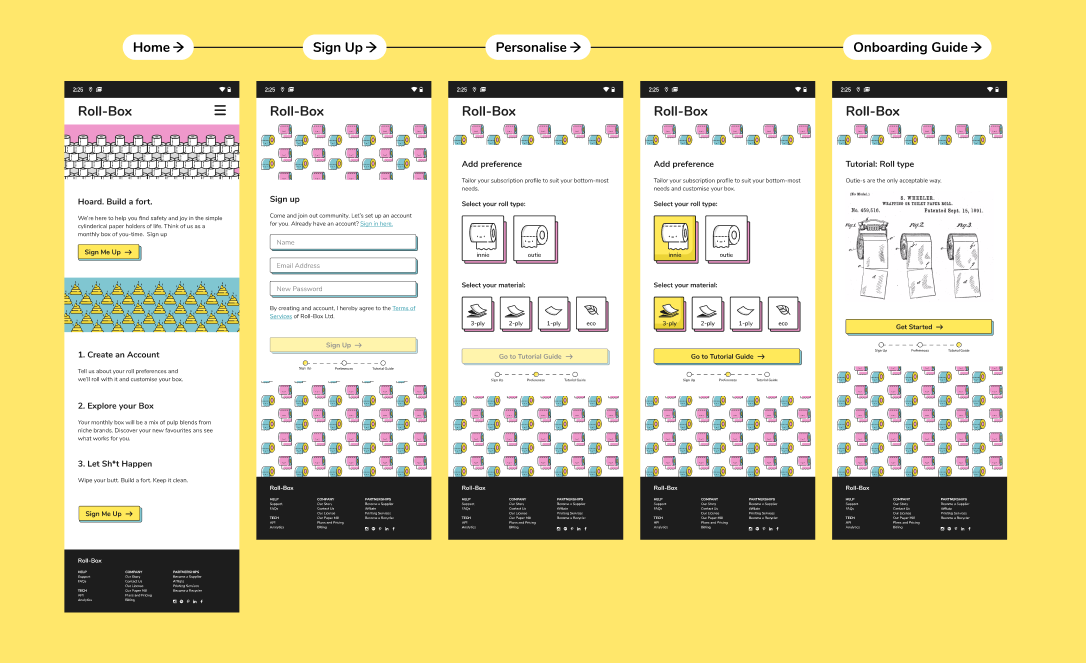 Home →
Sign Up →
Personalise →
Onboarding Guide →
2:25
Roll-Box
Hoard. Build a fort.
We're here to help you find safety and joy in the simple
cylinderical paper holders of life. Think of us as a
monthly box of you-time. Sign up
Sign Me Up →
1. Create an Account
Tell us about your roll preferences and
we'll roll with it and customise your box.
2. Explore your Box
Your monthly box will be a mix of pulp blends from
niche brands. Discover your new favourites ans see
what works for you.
3. Let Sh*t Happen
Wipe your butt. Build a fort. Keep it clean.
Sign Me Up →
Roll-Box
HELP
Support
FAQs
TECH
API
Analytics
COMPANY
Our Story
Contact Us
Our License
Our Paper Mill
Plans and Pricing
Billing
PARTNERSHIPS
Become a Supplier
Affiliate
Printing Services
Become a Recycler
2:25
Roll-Box
Sign up
Come and join out community. Let's set up an account
for you. Already have an account? Sign in here.
Name
Email Address
New Password
By creating and account, I hereby agree to the Terms of
Services of Roll-Box Ltd.
Sign Up →
Sign Up
Preferences
Tutorial Guide
Roll-Box
HELP
Support
FAQs
TECH
API
Analytics
COMPANY
Our Story
Contact Us
Our License
Our Paper Mill
Plans and Pricing
Billing
PARTNERSHIPS
Become a Supplier
Affiliate
Printing Services
Become a Recycler
2:25
Roll-Box
Add preference
Tailor your subscription profile to suit your bottom-most
needs.
Select your roll type:
innie
outie
Select your material:
3-ply
2-ply
1-ply
eco
Go to Tutorial Guide →
Sign Up
Preferences
Tutorial Guide
Roll-Box
HELP
Support
FAQs
TECH
API
Analytics
COMPANY
Our Story
Contact Us
Our License
Our Paper Mill
Plans and Pricing
Billing
PARTNERSHIPS
Become a Supplier
Affiliate
Printing Services
Become a Recycler
2:25
Roll-Box
Add preference
Tailor your subscription profile to suit your bottom-most
needs and customise your box.
Select your roll type:
innie
outie
Select your material:
3-ply
2-ply
1-ply
eco
Go to Tutorial Guide →
Sign Up
Preferences
Tutorial Guide
Roll-Box
HELP
Support
FAQs
TECH
API
Analytics
COMPANY
Our Story
Contact Us
Our License
Our Paper Mill
Plans and Pricing
Billing
PARTNERSHIPS
Become a Supplier
Affiliate
Printing Services
Become a Recycler
2:25
Roll-Box
Tutorial: Roll type
Outie-s are the only acceptable way.
(No Model.)
S. WHEELER.
WRAPPING OR TOILET PAPER ROLL.
No. 459,516.
Patented Sept. 15, 1891.
Fig.1
Fig.2
Fig.3
Get Started →
Sign Up
Preferences
Tutorial Guide
Roll-Box
HELP
Support
FAQs
TECH
API
Analytics
COMPANY
Our Story
Contact Us
Our License
Our Paper Mill
Plans and Pricing
Billing
PARTNERSHIPS
Become a Supplier
Affiliate
Printing Services
Become a Recycler